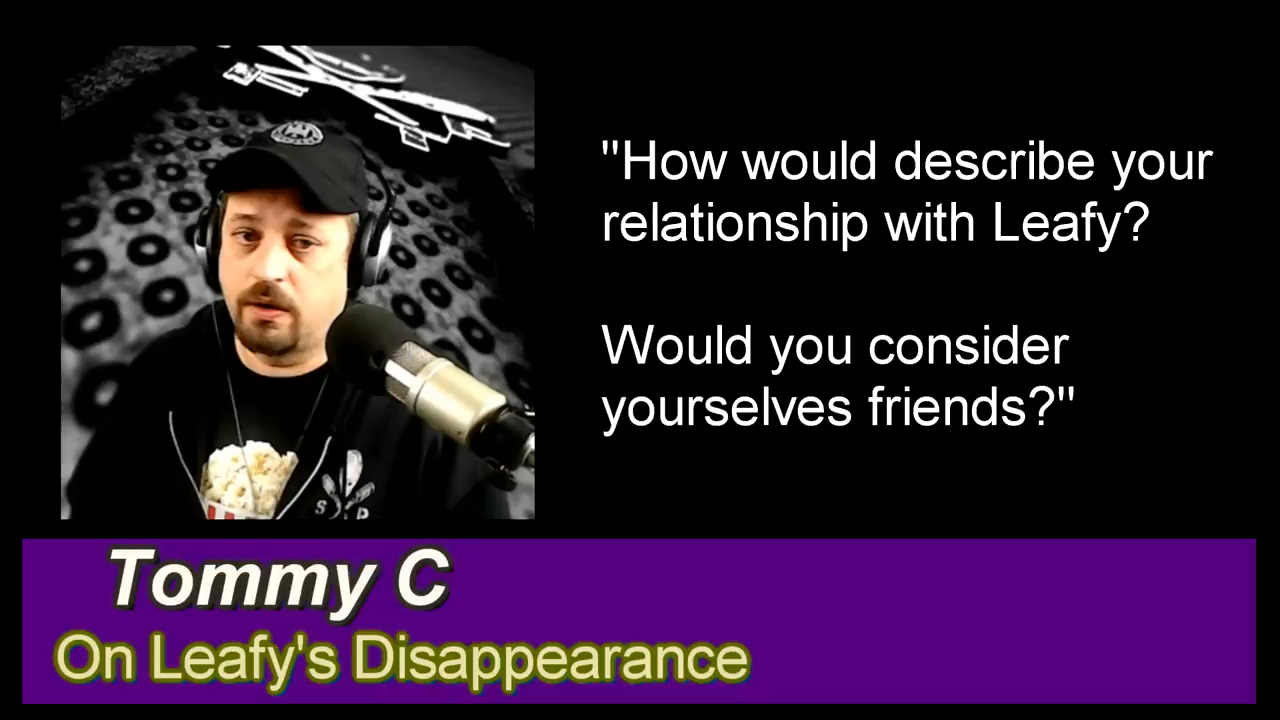 "How would describe your
relationship with Leafy?
Would you consider
yourselves friends?"
S P
Tommy C
On Leafy's Disappearance